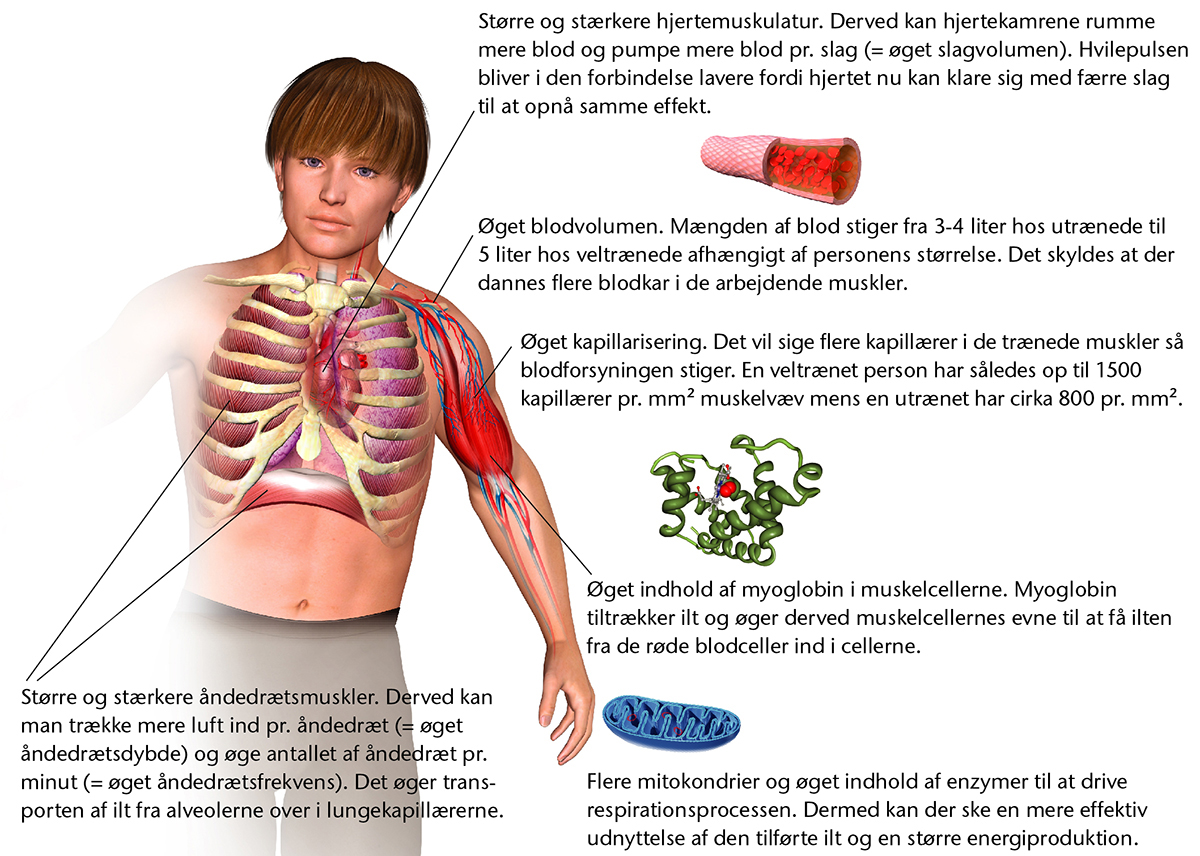 Større og stærkere hjertemuskulatur. Derved kan hjertekamrene rumme
mere blod og pumpe mere blod pr. slag (= øget slagvolumen). Hvilepulsen
bliver i den forbindelse lavere fordi hjertet nu kan klare sig med færre slag
til at opnå samme effekt.
Øget blodvolumen. Mængden af blod stiger fra 3-4 liter hos utrænede til
5 liter hos veltrænede afhængigt af personens størrelse. Det skyldes at der
dannes flere blodkar i de arbejdende muskler.
Øget kapillarisering. Det vil sige flere kapillærer i de trænede muskler så
blodforsyningen stiger. En veltrænet person har således op til 1500
kapillærer pr. mm² muskelvæv mens en utrænet har cirka 800 pr. mm².
Øget indhold af myoglobin i muskelcellerne. Myoglobin
tiltrækker ilt og øger derved muskelcellernes evne til at få ilten
fra de røde blodceller ind i cellerne.
Større og stærkere åndedrætsmuskler. Derved kan
man trække mere luft ind pr. åndedræt (= øget
åndedrætsdybde) og øge antallet af åndedræt pr.
minut (= øget åndedrætsfrekvens). Det øger trans-
porten af ilt fra alveolerne over i lungekapillærerne.
Flere mitokondrier og øget indhold af enzymer til at drive
respirationsprocessen. Dermed kan der ske en mere effektiv
udnyttelse af den tilførte ilt og en større energiproduktion.